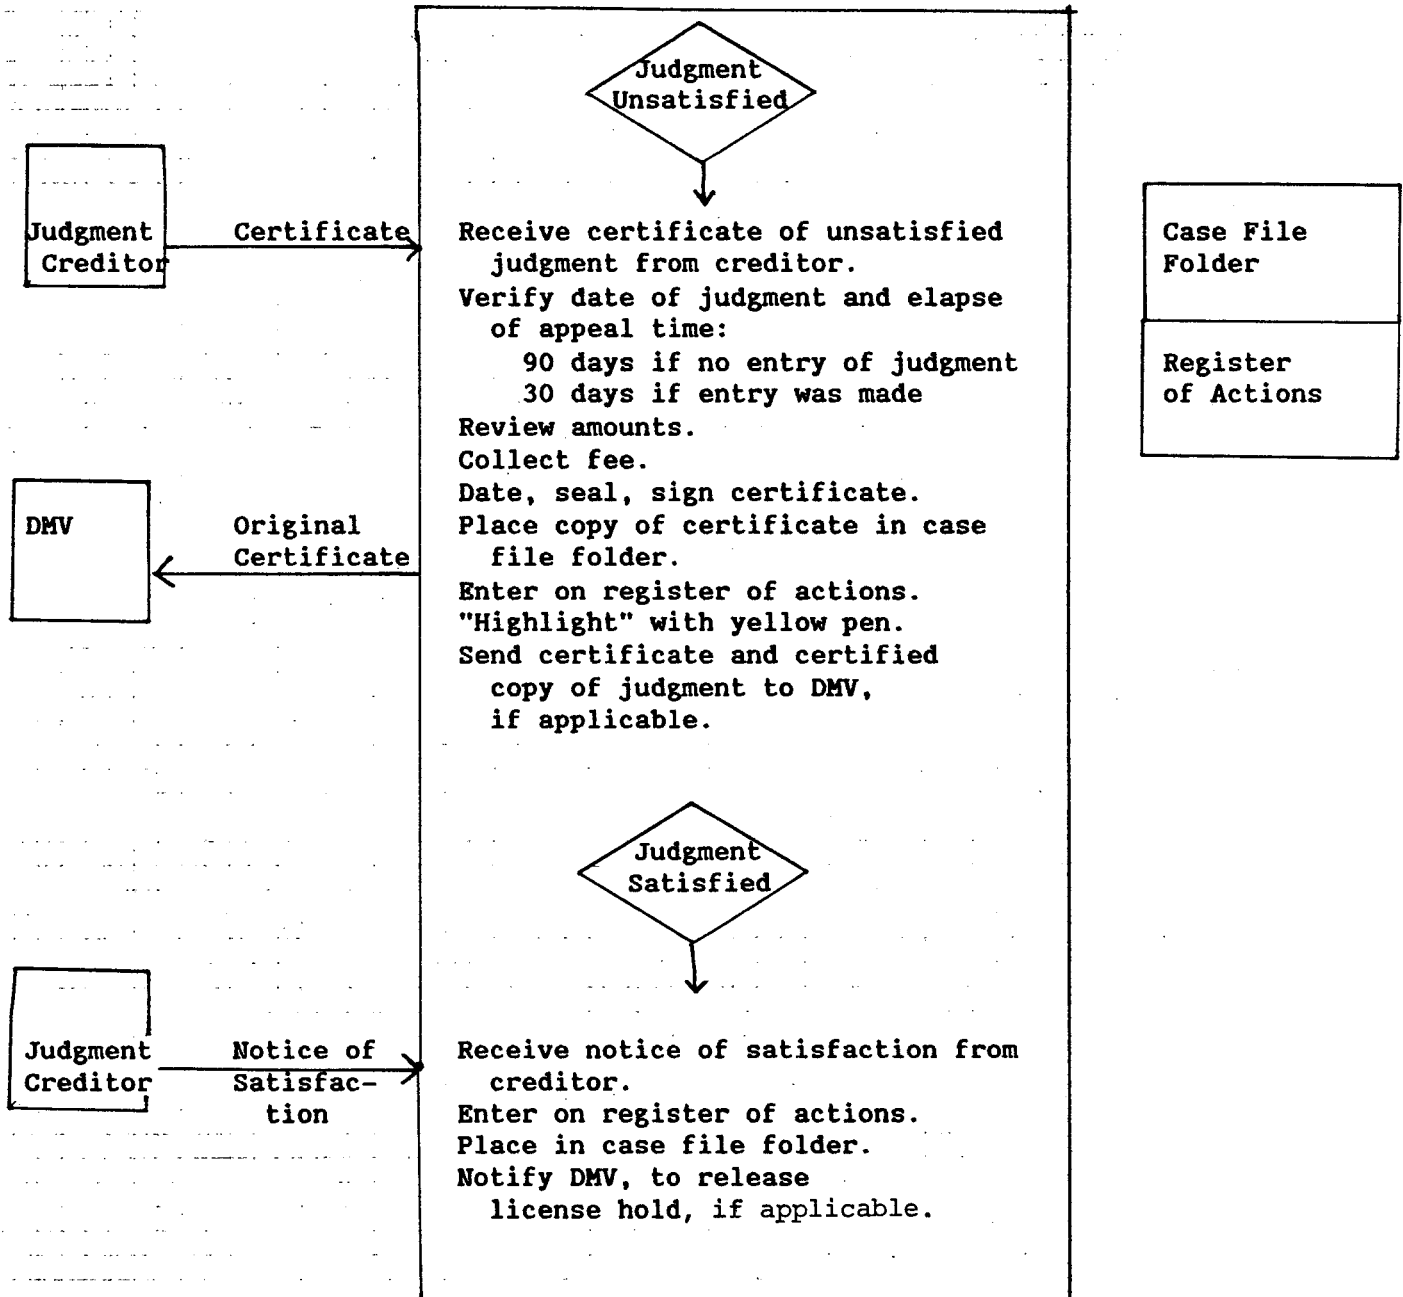 Judgment
Unsatisfied
Judgment
Creditor
Certificate
Receive certificate of unsatisfied
judgment from creditor.
Verify date of judgment and elapse
of appeal time:
90 days if no entry of judgment
30 days if entry was made
Review amounts.
Collect fee.
Date, seal, sign certificate.
Place copy of certificate in case
file folder.
Enter on register of actions.
"Highlight" with yellow pen.
Send certificate and certified
copy of judgment to DMV,
if applicable.
Case File
Folder
Register
of Actions
DMV
Original
Certificate
Judgment
Satisfied
Judgment
Creditor
Notice of
Satisfac-
tion
Receive notice of satisfaction from
creditor.
Enter on register of actions.
Place in case file folder.
Notify DMV, to release
license hold, if applicable.